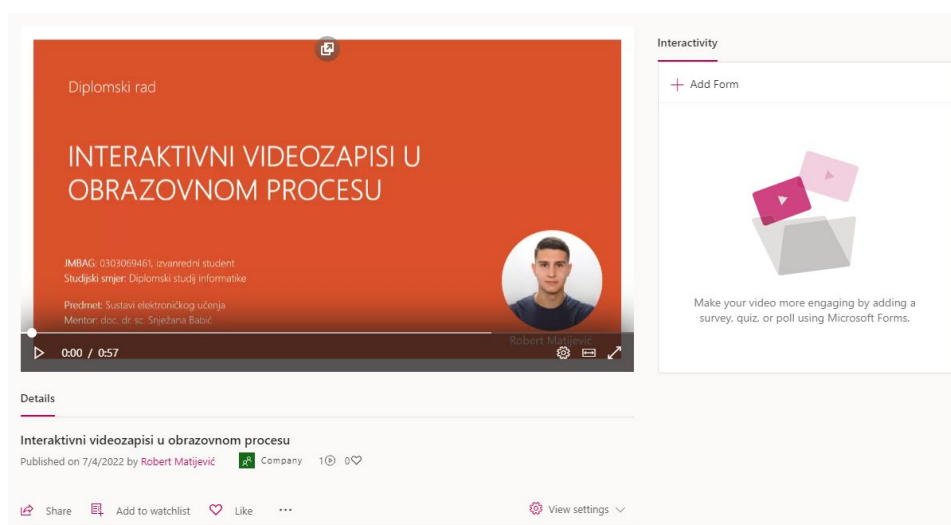 Diplomski rad
INTERAKTIVNI VIDEOZAPISI U
OBRAZOVNOM PROCESU
JMBAG: 0303069461, izvanredni student
Studijski smjer: Diplomski studij informatike
Predmet: Sustavi elektroničkog učenja
Mentor: doc. dr. sc. Snježana Babić
Robert Matijević
0:00 / 0:57
Details
Interaktivni videozapisi u obrazovnom procesu
Published on 7/4/2022 by Robert Matijević Company 1 0
Share Add to watchlist Like ... View settings
Interactivity
+ Add Form
Make your video more engaging by adding a
survey, quiz, or poll using Microsoft Forms.